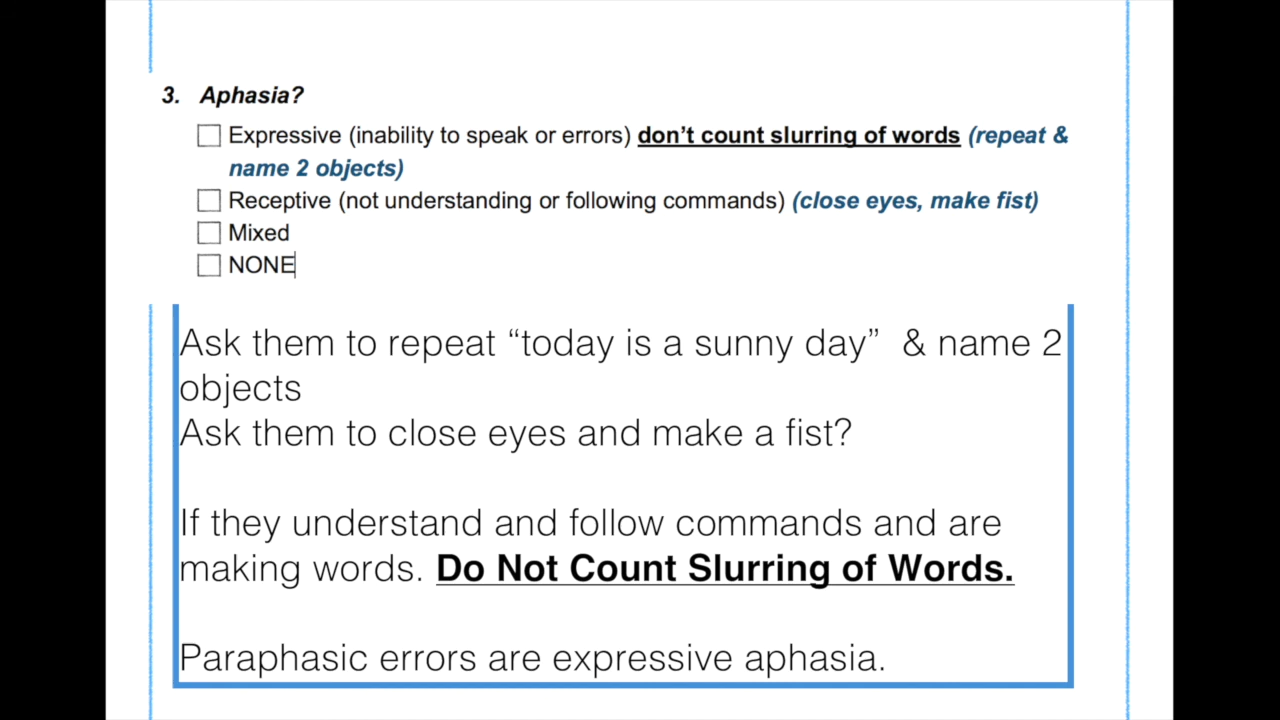 3. Aphasia?
Expressive (inability to speak or errors) don’t count slurring of words (repeat &
name 2 objects)
Receptive (not understanding or following commands) (close eyes, make fist)
Mixed
NONE
Ask them to repeat “today is a sunny day” & name 2
objects
Ask them to close eyes and make a fist?
If they understand and follow commands and are
making words. Do Not Count Slurring of Words.
Paraphasic errors are expressive aphasia.